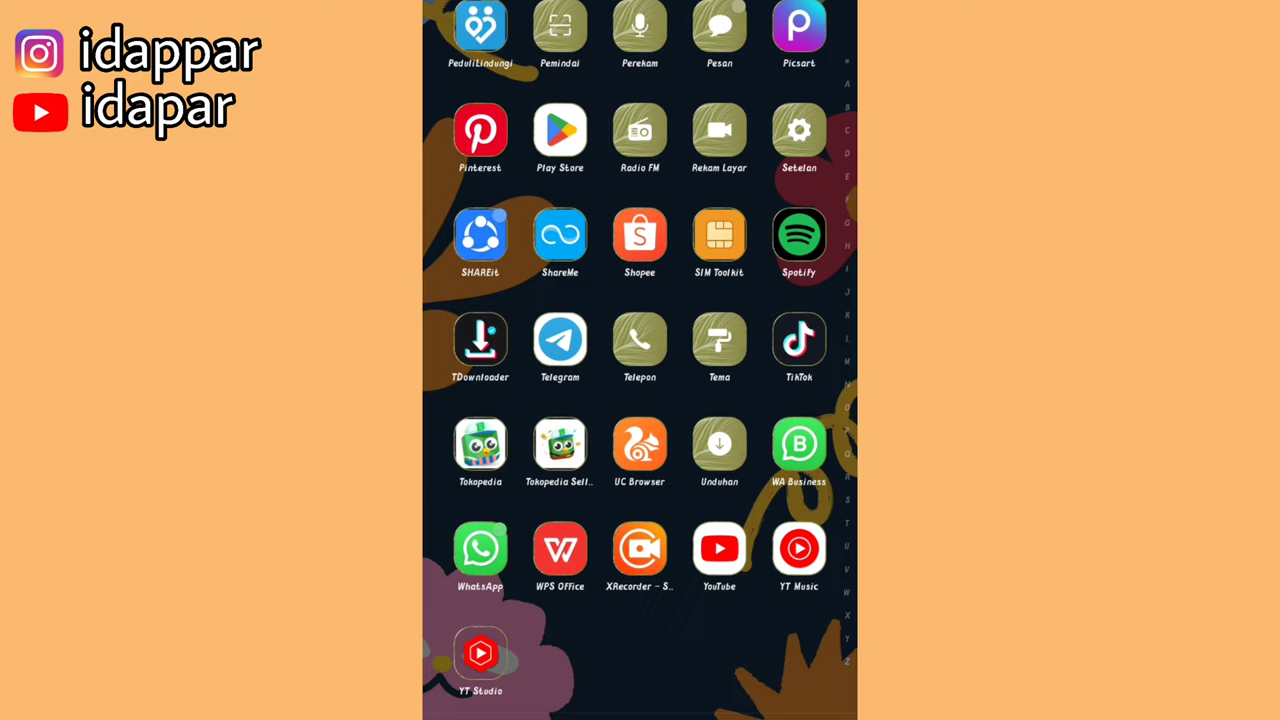 idappar
idapar
PeduliLindungi Pemindai Perekam Pesan Picsart
Pinterest Play Store Radio FM Rekam Layar Setelan
SHAREit ShareMe Shopee SIM Toolkit Spotify
TDownloader Telegram Telepon Tema TikTok
Tokopedia Tokopedia Sell.. UC Browser Unduhan WA Business
WhatsApp WPS Office XRecorder - S.. YouTube YT Music
YT Studio
#
A
B
C
D
E
F
G
H
I
J
K
L
M
N
O
P
Q
R
S
T
U
V
W
X
Y
Z